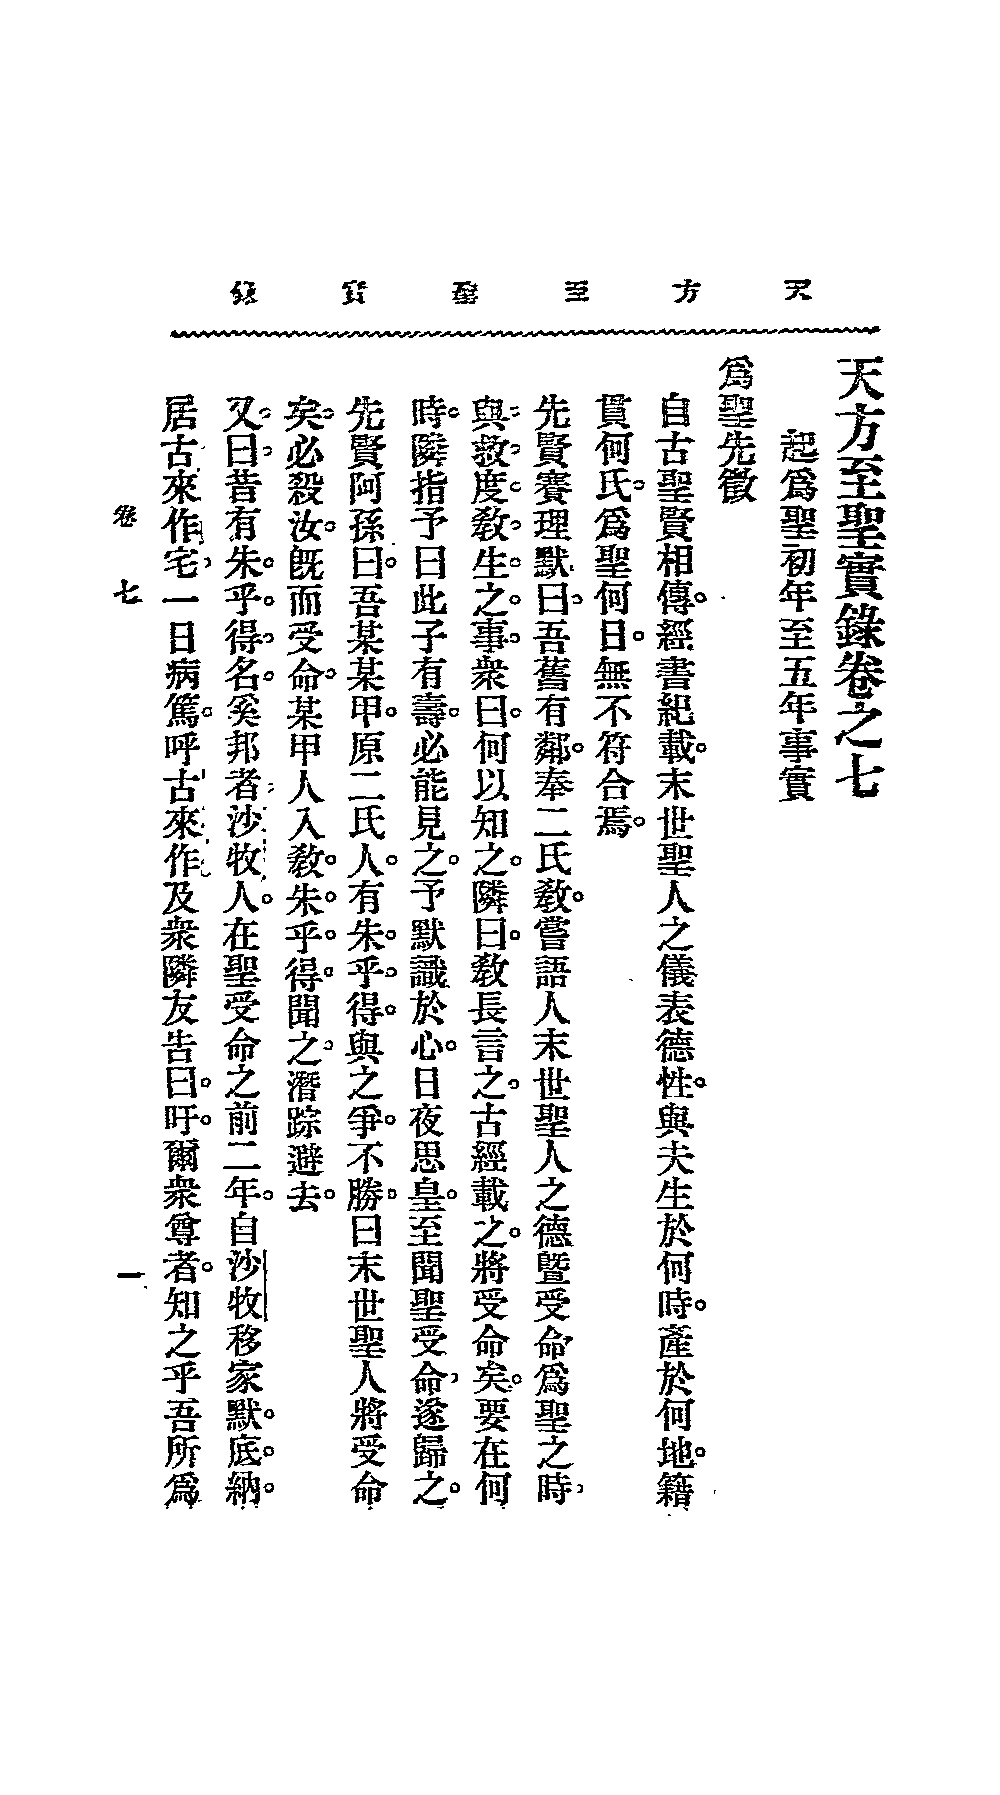 天方至聖實錄
天方至聖實錄卷之七
起爲聖初年至五年事實
爲聖先徵
自古聖賢相傳。經書紀載。末世聖人之儀表德性。與夫生於何時。產於何地。籍
貫何氏。爲聖何日。無不符合焉。
先賢賽理默曰。吾舊有鄰。奉二氏敎。嘗語人末世聖人之德曁受命爲聖之時。
與救度敎生之事。衆曰。何以知之。隣曰。敎長言之。古經載之。將受命矣。要在何
時。隣指予曰此子有壽。必能見之。予默識於心。日夜思皇。至聞聖受命。遂歸之。
先賢阿孫曰。吾某某甲。原二氏人。有朱乎得。與之爭。不勝。曰末世聖人將受命
矣。必殺汝。旣而受命。某甲人入敎。朱乎得聞之。潛踪避去。
又曰。昔有朱乎得名奚邦者。沙牧人。在聖受命之前二年。自沙牧移家默底納。
居古來作宅。一日病篤。呼古來作及衆隣友告曰。吁。爾衆尊者。知之乎吾所爲
卷七
一